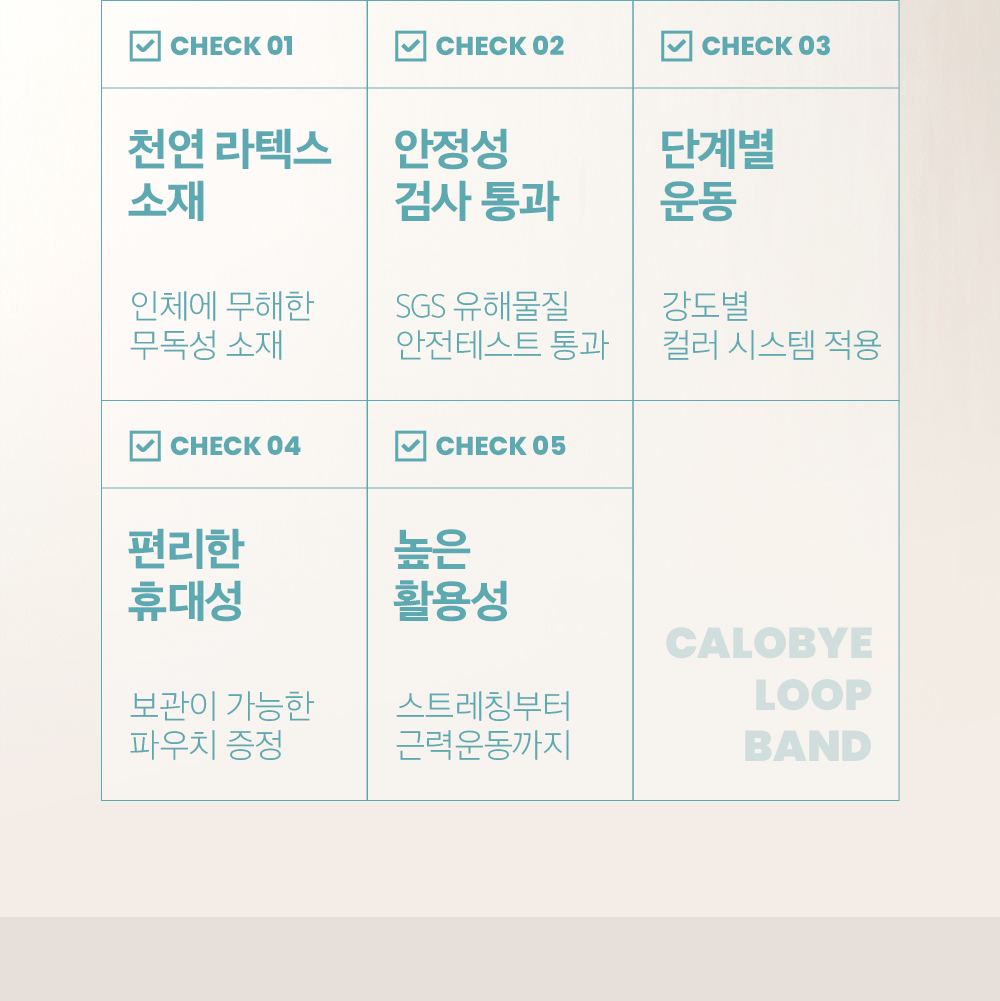 CHECK 01
천연 라텍스
소재
인체에 무해한
무독성 소재
CHECK 02
안정성
검사 통과
SGS 유해물질
안전테스트 통과
CHECK 03
단계별
운동
강도별
컬러 시스템 적용
CHECK 04
편리한
휴대성
보관이 가능한
파우치 증정
CHECK 05
높은
활용성
스트레칭부터
근력운동까지
CALOBYE
LOOP
BAND